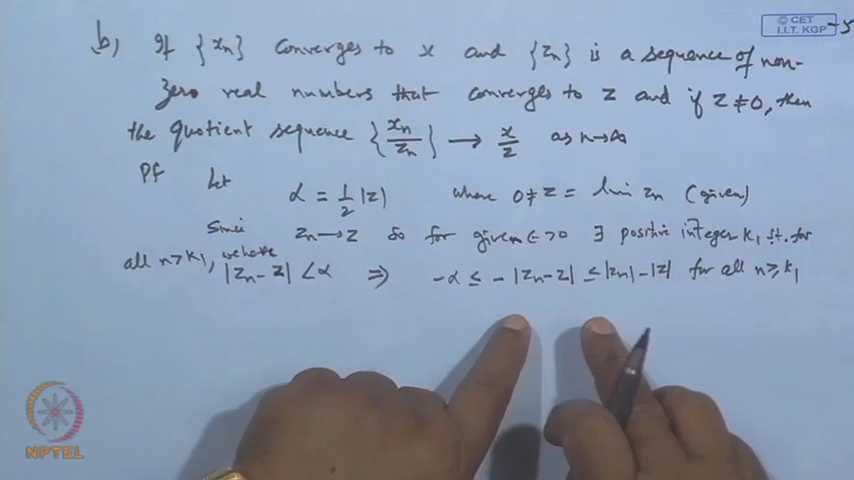 © CET
I.I.T. KGP
-5
b) If {xn} converges to x and {zn} is a sequence of non-
zero real numbers that converges to z and if z ≠ 0, then
the quotient sequence {xn/zn} → x/z as n→∞
Pf Let α = 1/2 |z| where 0 ≠ z = lim zn (given)
Since zn → z so for given ε>0 ∃ positive integer k1 s.t. for
all n > k1, we have
|zn - z| < α ⇒ -α ≤ - |zn - z| ≤ |zn| - |z| for all n ≥ k1
NPTEL